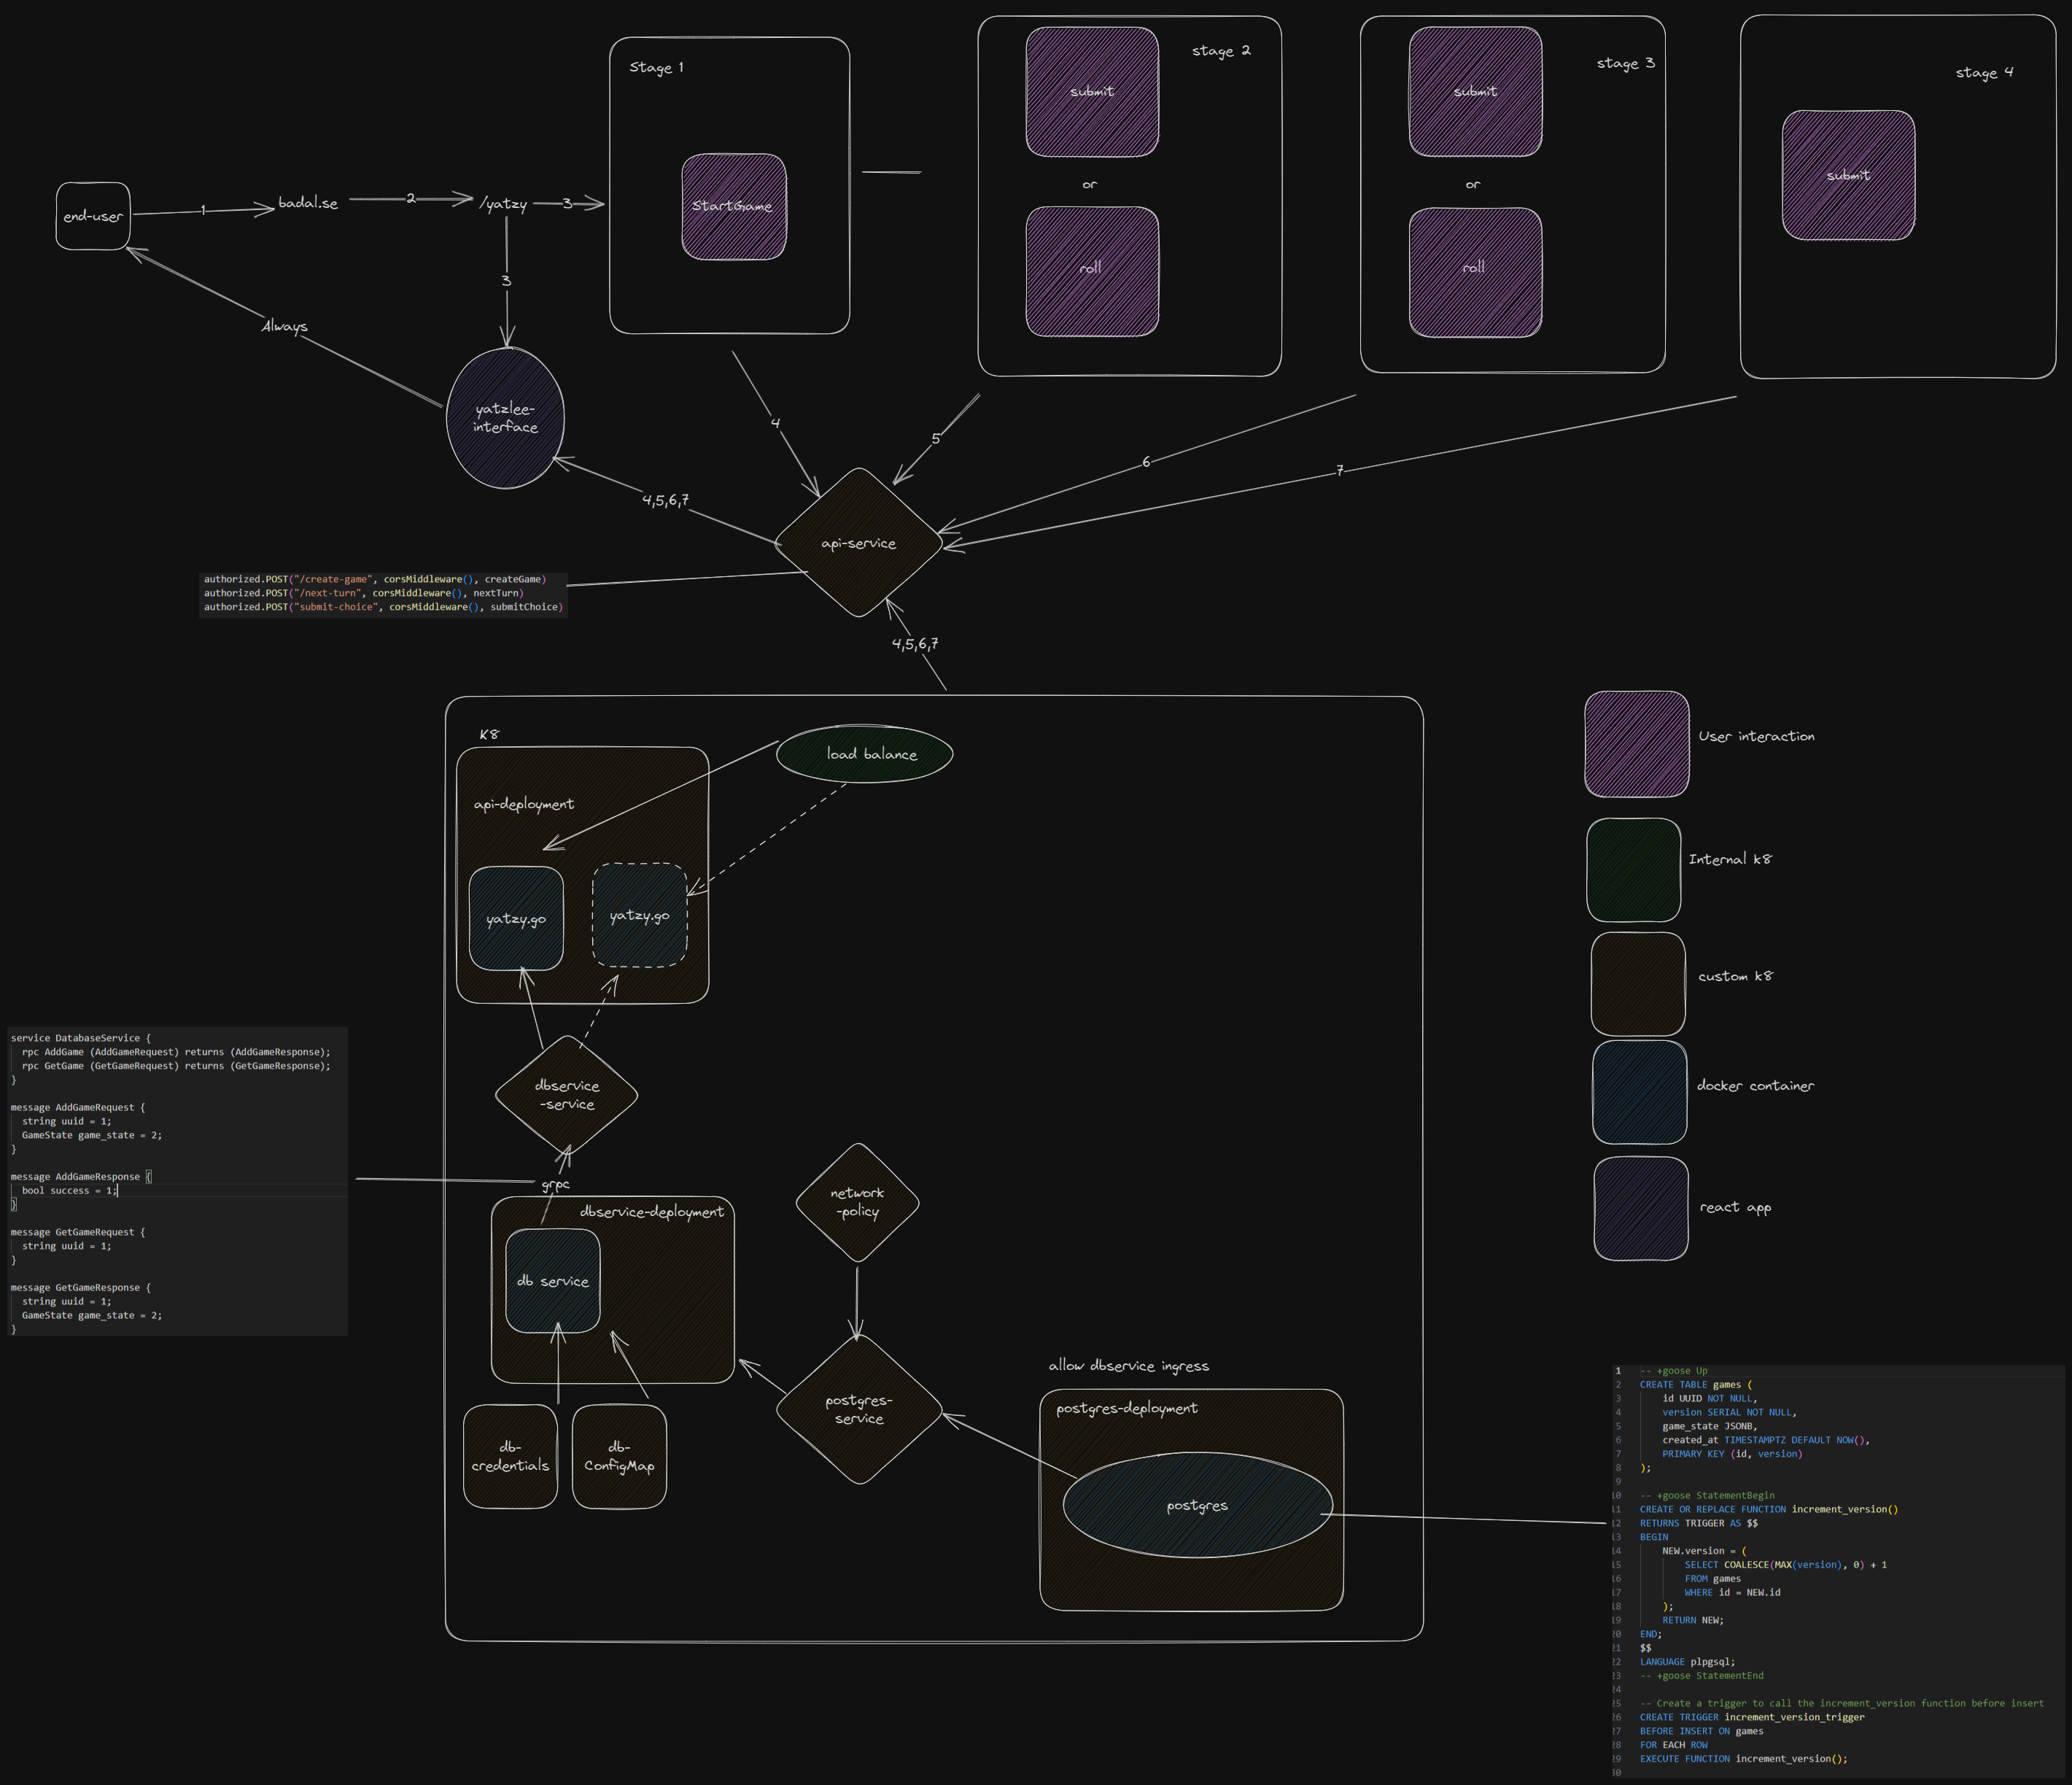 Stage 1
StartGame
stage 2
submit
or
roll
stage 3
submit
or
roll
stage 4
submit
end-user
1
badal.se
2
/yatzy
3
3
Always
yatzlee-
interface
4
5
6
7
4,5,6,7
api-service
authorized.POST("/create-game", corsMiddleware(), createGame)
authorized.POST("/next-turn", corsMiddleware(), nextTurn)
authorized.POST("submit-choice", corsMiddleware(), submitChoice)
4,5,6,7
K8
load balance
api-deployment
yatzy.go
yatzy.go
dbservice
-service
grpc
dbservice-deployment
db service
db-
credentials
db-
ConfigMap
network
-policy
postgres-
service
allow dbservice ingress
postgres-deployment
postgres
User interaction
Internal k8
custom k8
docker container
react app
service DatabaseService {
rpc AddGame (AddGameRequest) returns (AddGameResponse);
rpc GetGame (GetGameRequest) returns (GetGameResponse);
}
message AddGameRequest {
string uuid = 1;
GameState game_state = 2;
}
message AddGameResponse {
bool success = 1;
}
message GetGameRequest {
string uuid = 1;
}
message GetGameResponse {
string uuid = 1;
GameState game_state = 2;
}
1 -- +goose Up
2 CREATE TABLE games (
3 id UUID NOT NULL,
4 version SERIAL NOT NULL,
5 game_state JSONB,
6 created_at TIMESTAMPTZ DEFAULT NOW(),
7 PRIMARY KEY (id, version)
8 );
9
10 -- +goose StatementBegin
11 CREATE OR REPLACE FUNCTION increment_version()
12 RETURNS TRIGGER AS $$
13 BEGIN
14 NEW.version = (
15 SELECT COALESCE(MAX(version), 0) + 1
16 FROM games
17 WHERE id = NEW.id
18 );
19 RETURN NEW;
20 END;
21 $$
22 LANGUAGE plpgsql;
23 -- +goose StatementEnd
24
25 -- Create a trigger to call the increment_version function before insert
26 CREATE TRIGGER increment_version_trigger
27 BEFORE INSERT ON games
28 FOR EACH ROW
29 EXECUTE FUNCTION increment_version();
30